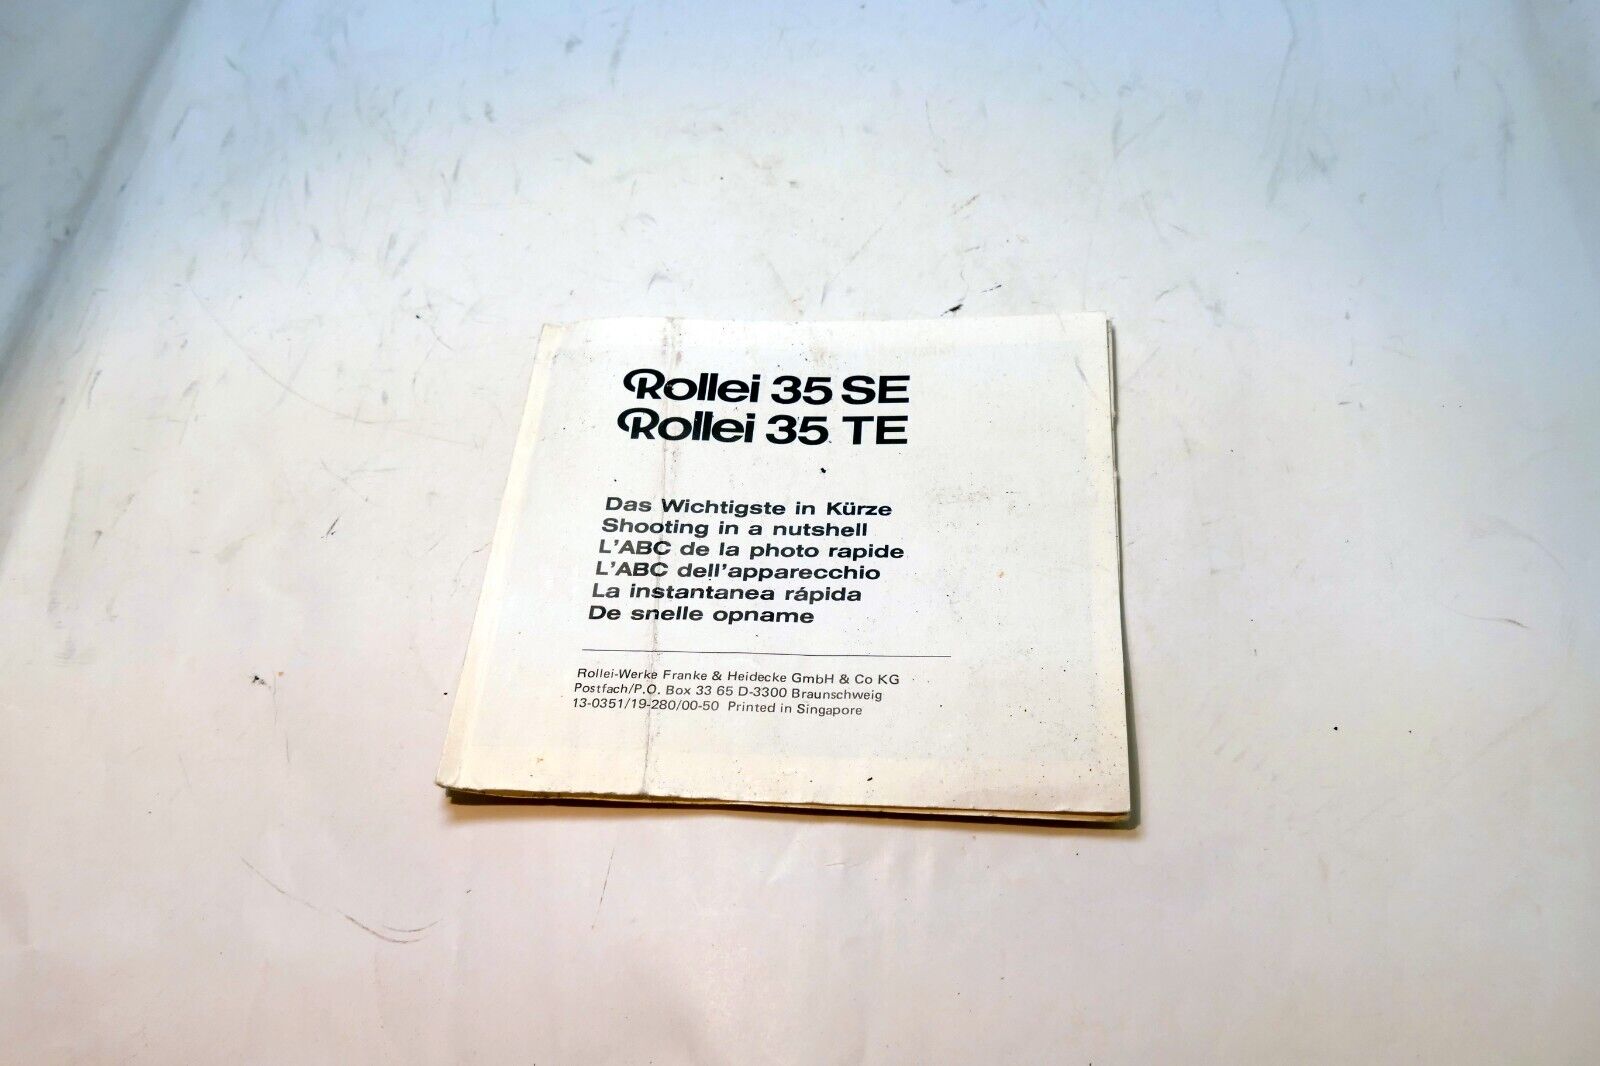 Rollei 35 SE
Rollei 35 TE
Das Wichtigste in Kürze
Shooting in a nutshell
L'ABC de la photo rapide
L'ABC dell'apparecchio
La instantanea rápida
De snelle opname
Rollei-Werke Franke & Heidecke GmbH & Co KG
Postfach/P.O. Box 33 65 D-3300 Braunschweig
13-0351/19-280/00-50 Printed in Singapore